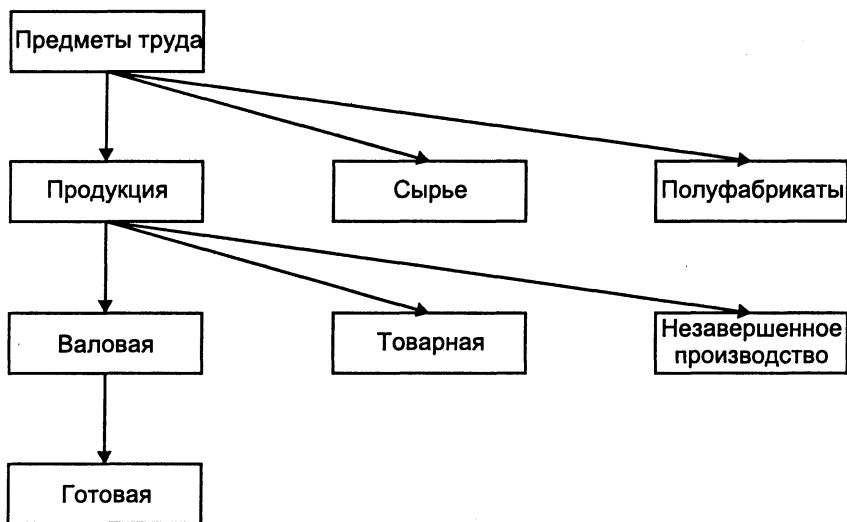 Предметы труда
Продукция
Сырье
Полуфабрикаты
Валовая
Товарная
Незавершенное
производство
Готовая